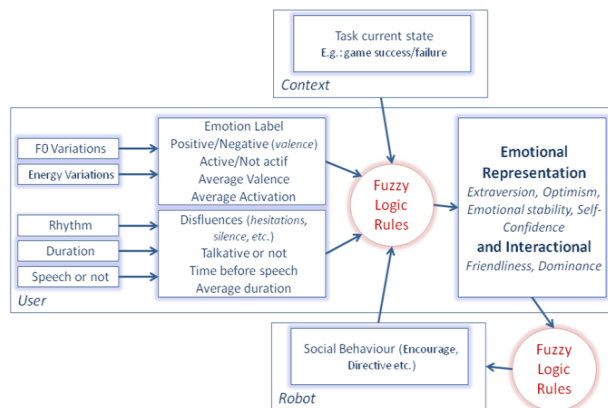 Task current state
E.g.: game success/failure
Context
F0 Variations
Energy Variations
Emotion Label
Positive/Negative (valence)
Active/Not actif
Average Valence
Average Activation
Rhythm
Duration
Speech or not
Disfluences (hesitations,
silence, etc.)
Talkative or not
Time before speech
Average duration
User
Fuzzy
Logic
Rules
Emotional
Representation
Extraversion, Optimism,
Emotional stability, Self-
Confidence
and Interactional
Friendliness, Dominance
Social Behaviour (Encourage,
Directive etc.)
Robot
Fuzzy
Logic
Rules